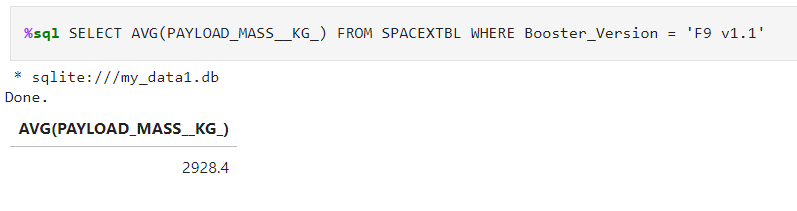 %sql SELECT AVG(PAYLOAD_MASS__KG_) FROM SPACEXTBL WHERE Booster_Version = 'F9 v1.1'
* sqlite:///my_data1.db
Done.
AVG(PAYLOAD_MASS__KG_)
2928.4